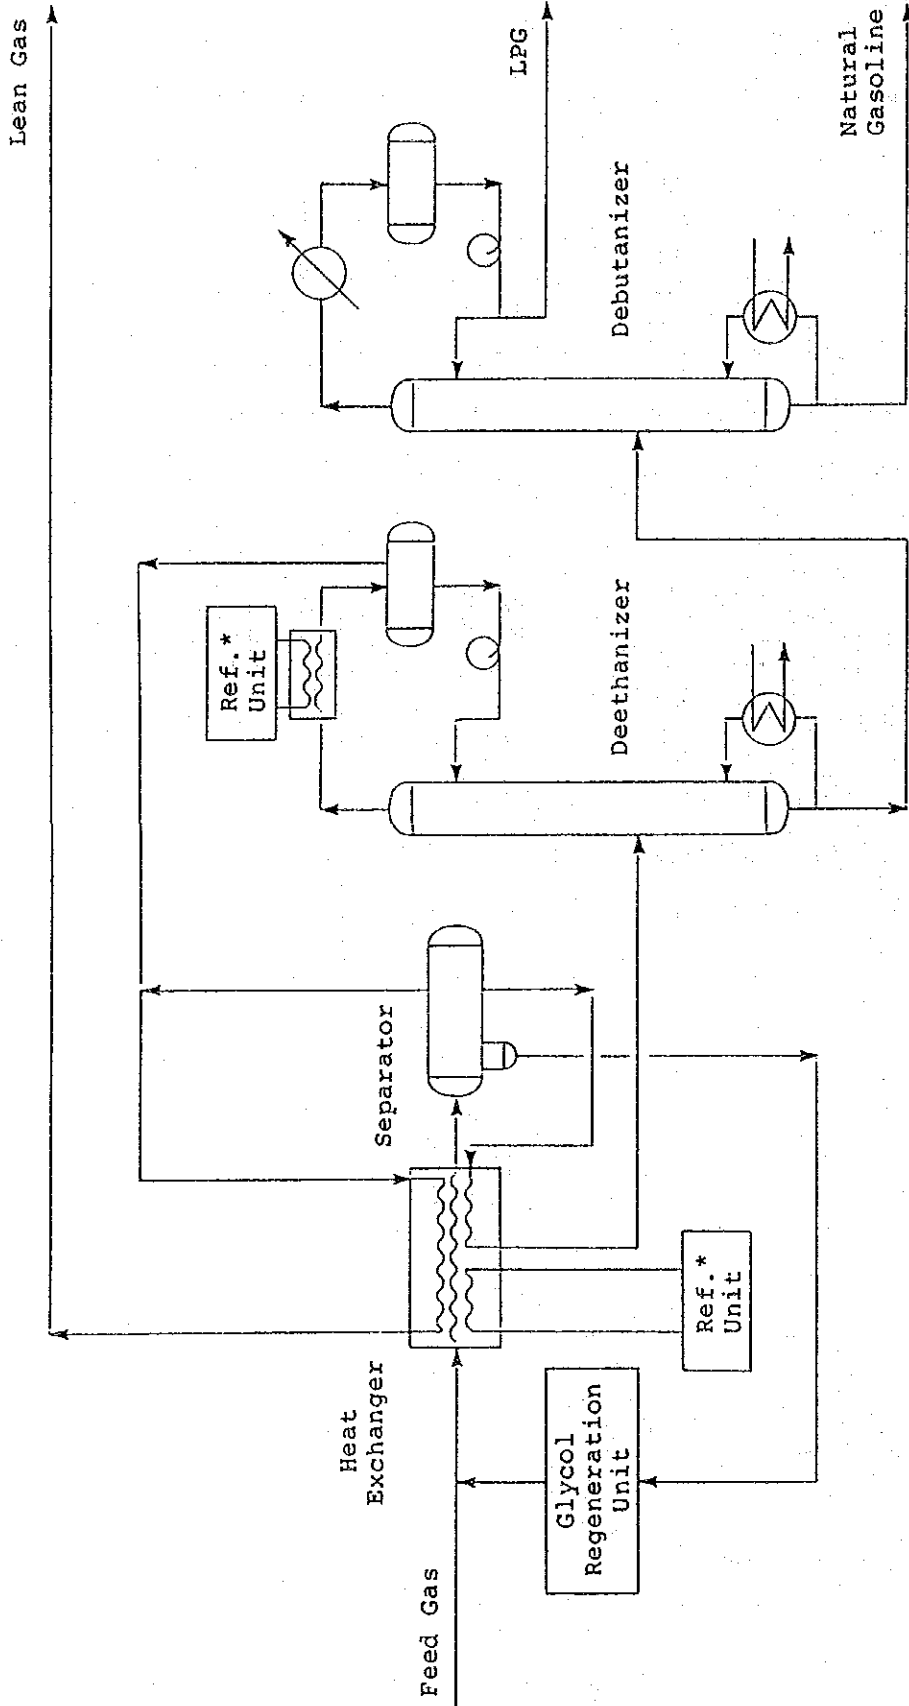 Lean Gas
LPG
Natural
Gasoline
Debutanizer
Ref.*
Unit
Deethanizer
Separator
Heat
Exchanger
Ref.*
Unit
Glycol
Regeneration
Unit
Feed Gas